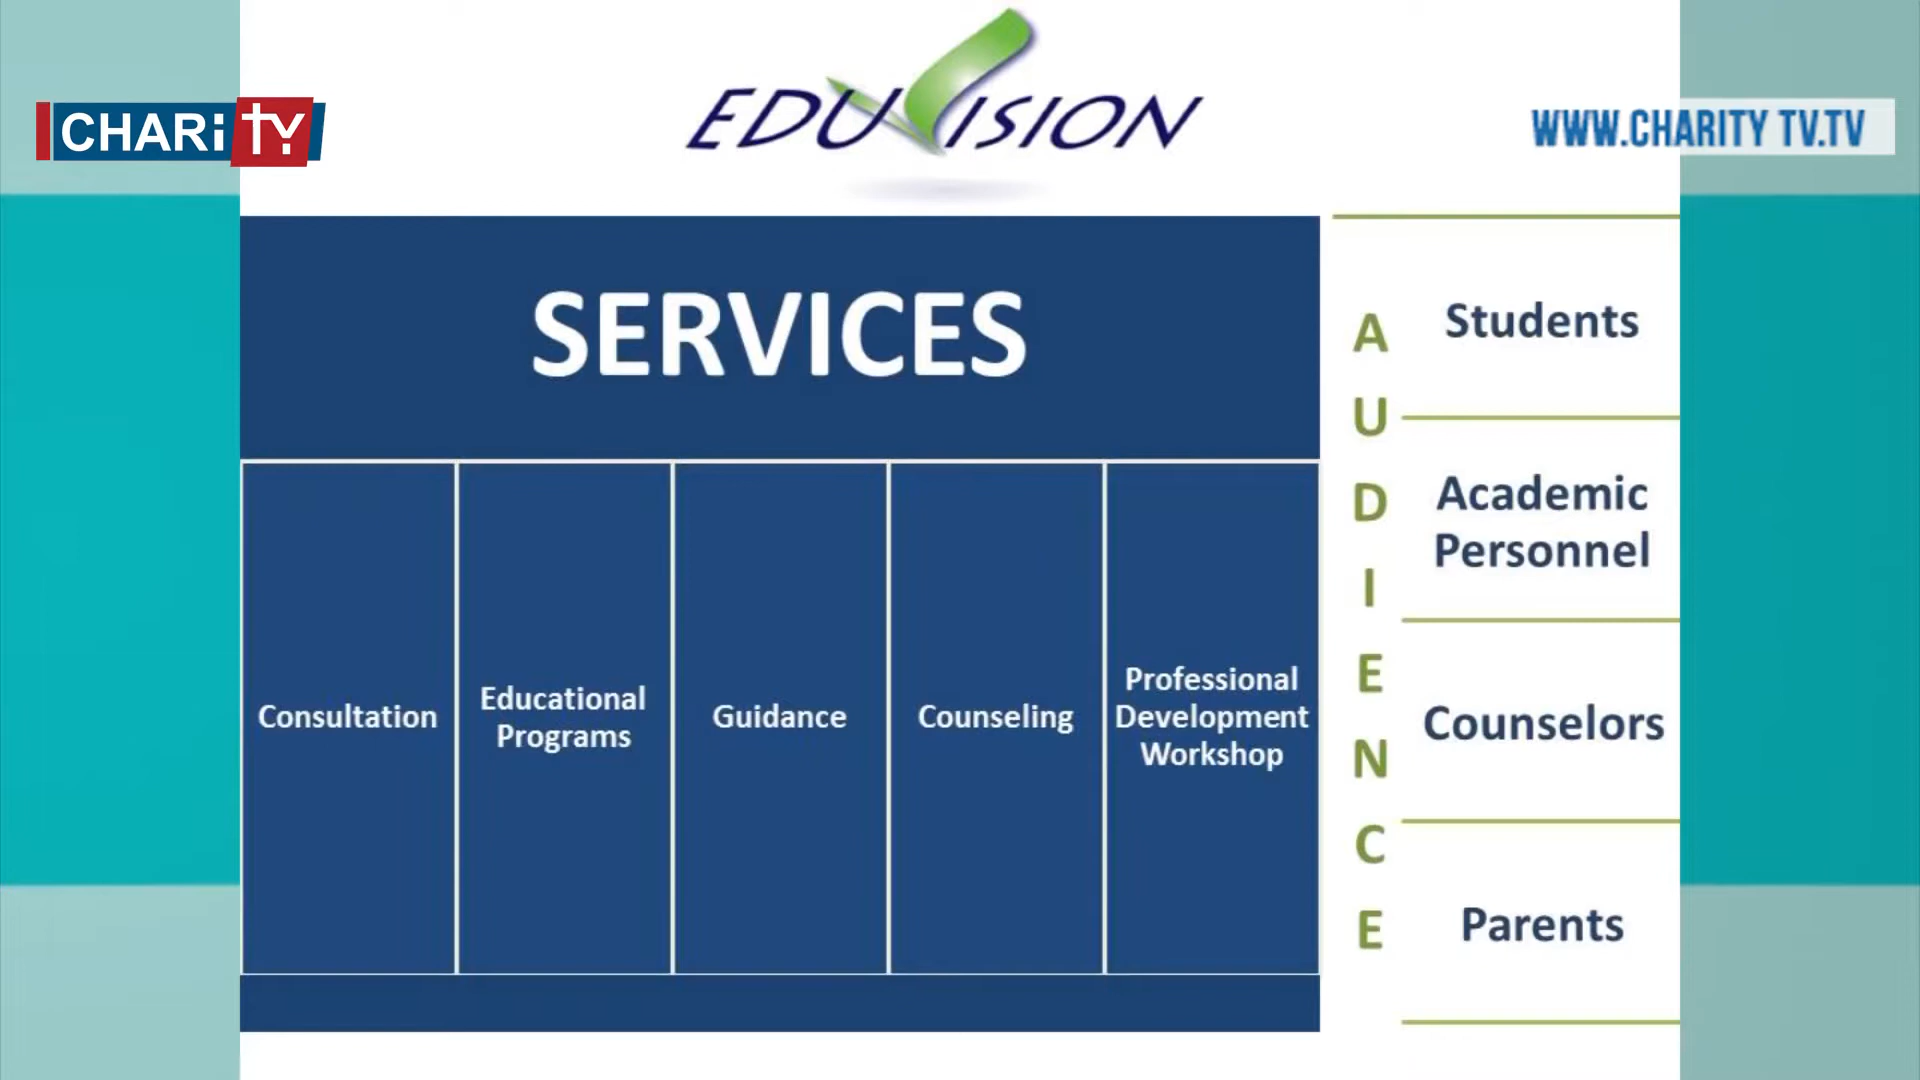 EDUVISION
CHARiTY
WWW.CHARITY TV.TV
SERVICES
Consultation
Educational
Programs
Guidance
Counseling
Professional
Development
Workshop
AUDIENCE
Students
Academic
Personnel
Counselors
Parents